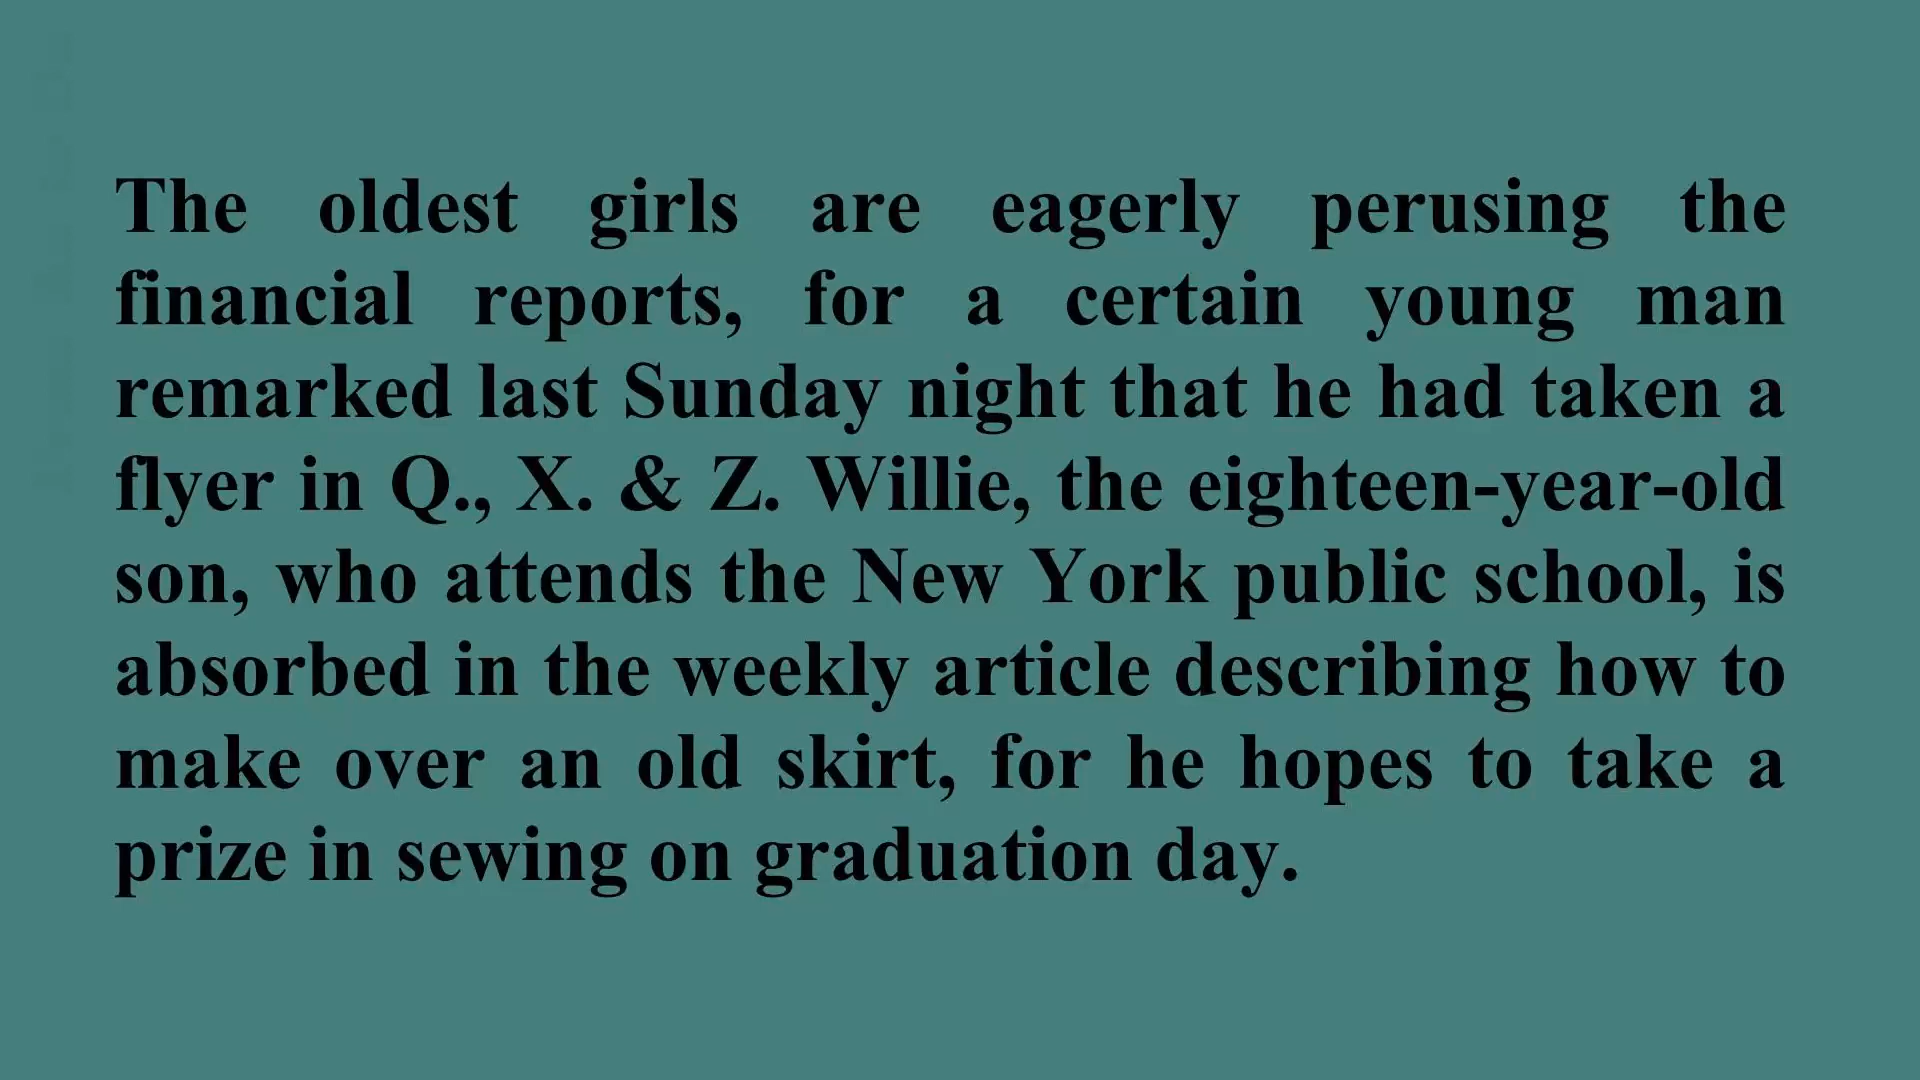 The oldest girls are eagerly perusing the
financial reports, for a certain young man
remarked last Sunday night that he had taken a
flyer in Q., X. & Z. Willie, the eighteen-year-old
son, who attends the New York public school, is
absorbed in the weekly article describing how to
make over an old skirt, for he hopes to take a
prize in sewing on graduation day.